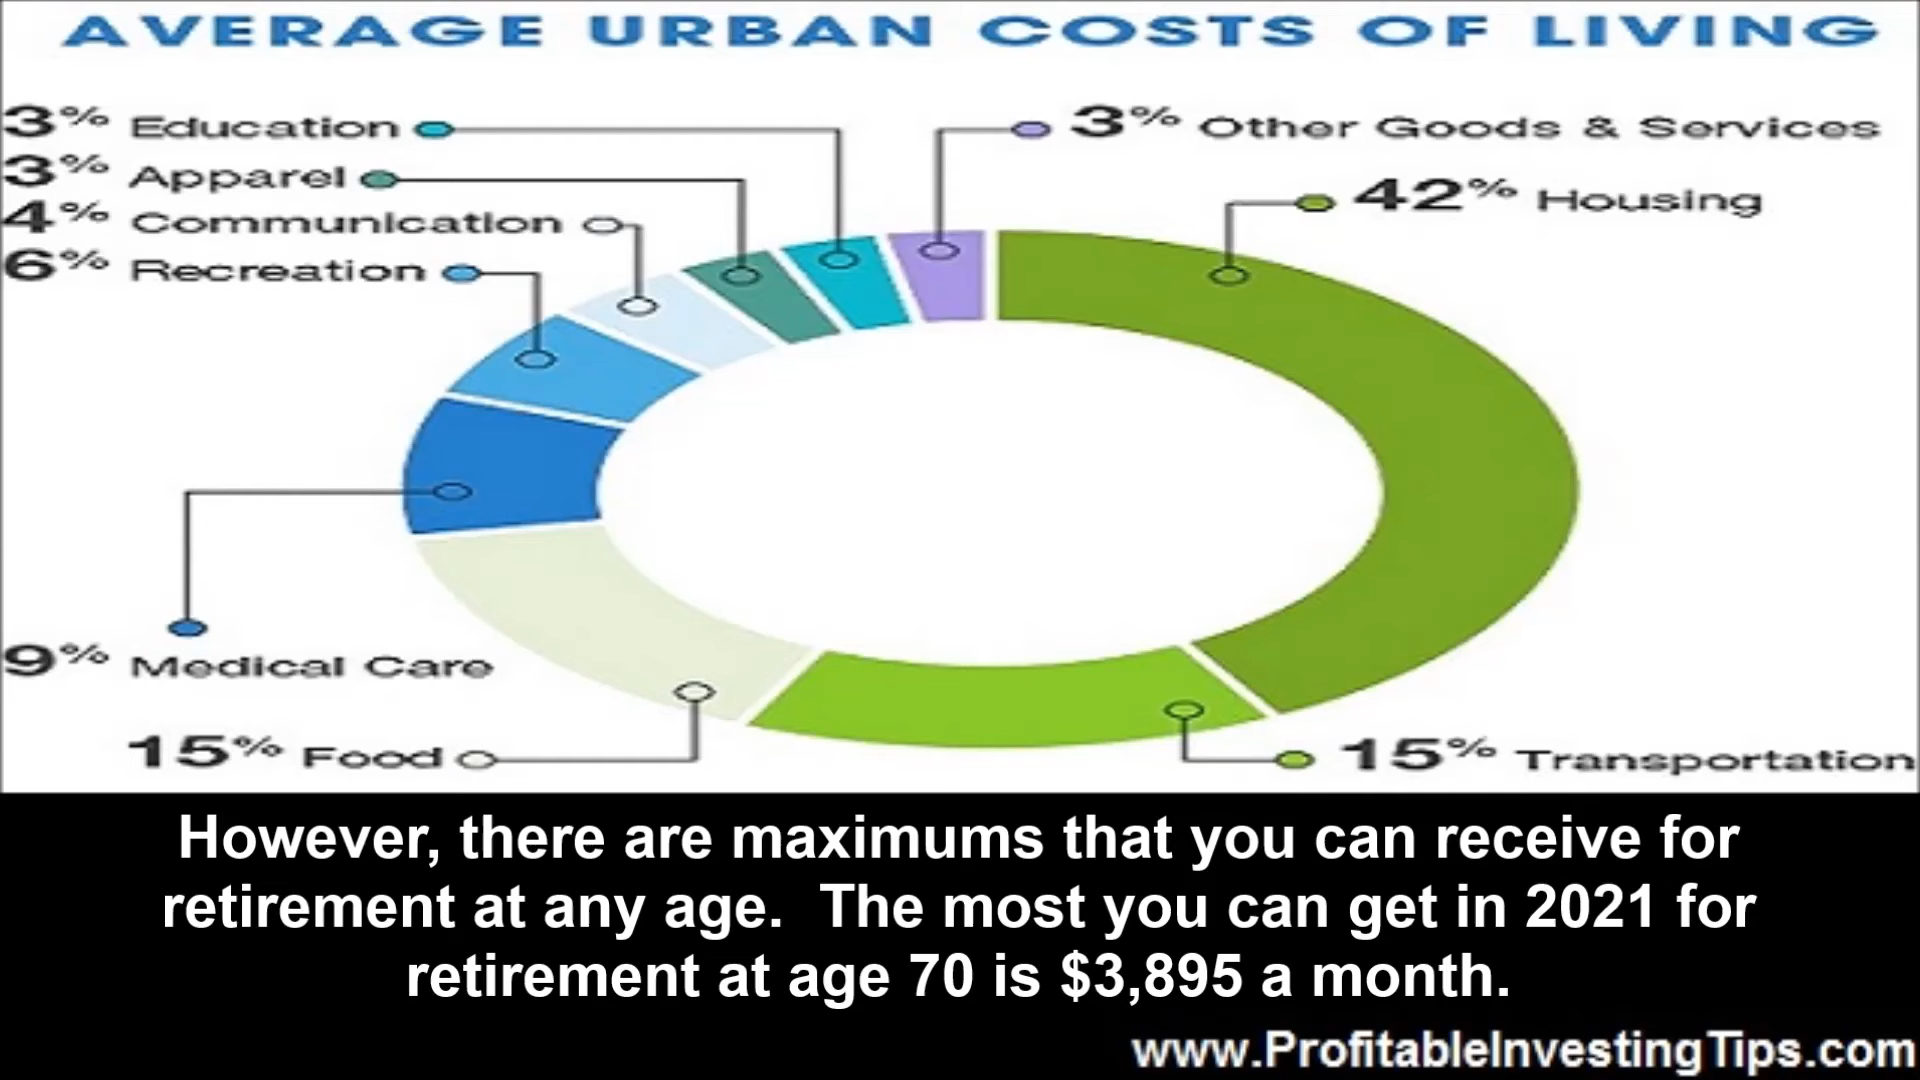 AVERAGE URBAN COSTS OF LIVING
3% Education
3% Other Goods & Services
3% Apparel
42% Housing
4% Communication
6% Recreation
9% Medical Care
15% Food
15% Transportation
However, there are maximums that you can receive for
retirement at any age.  The most you can get in 2021 for
retirement at age 70 is $3,895 a month.
www.ProfitableInvestingTips.com